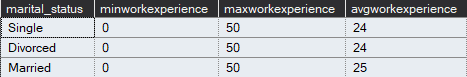 marital_status minworkexperience maxworkexperience avgworkexperience
Single 0 50 24
Divorced 0 50 24
Married 0 50 25